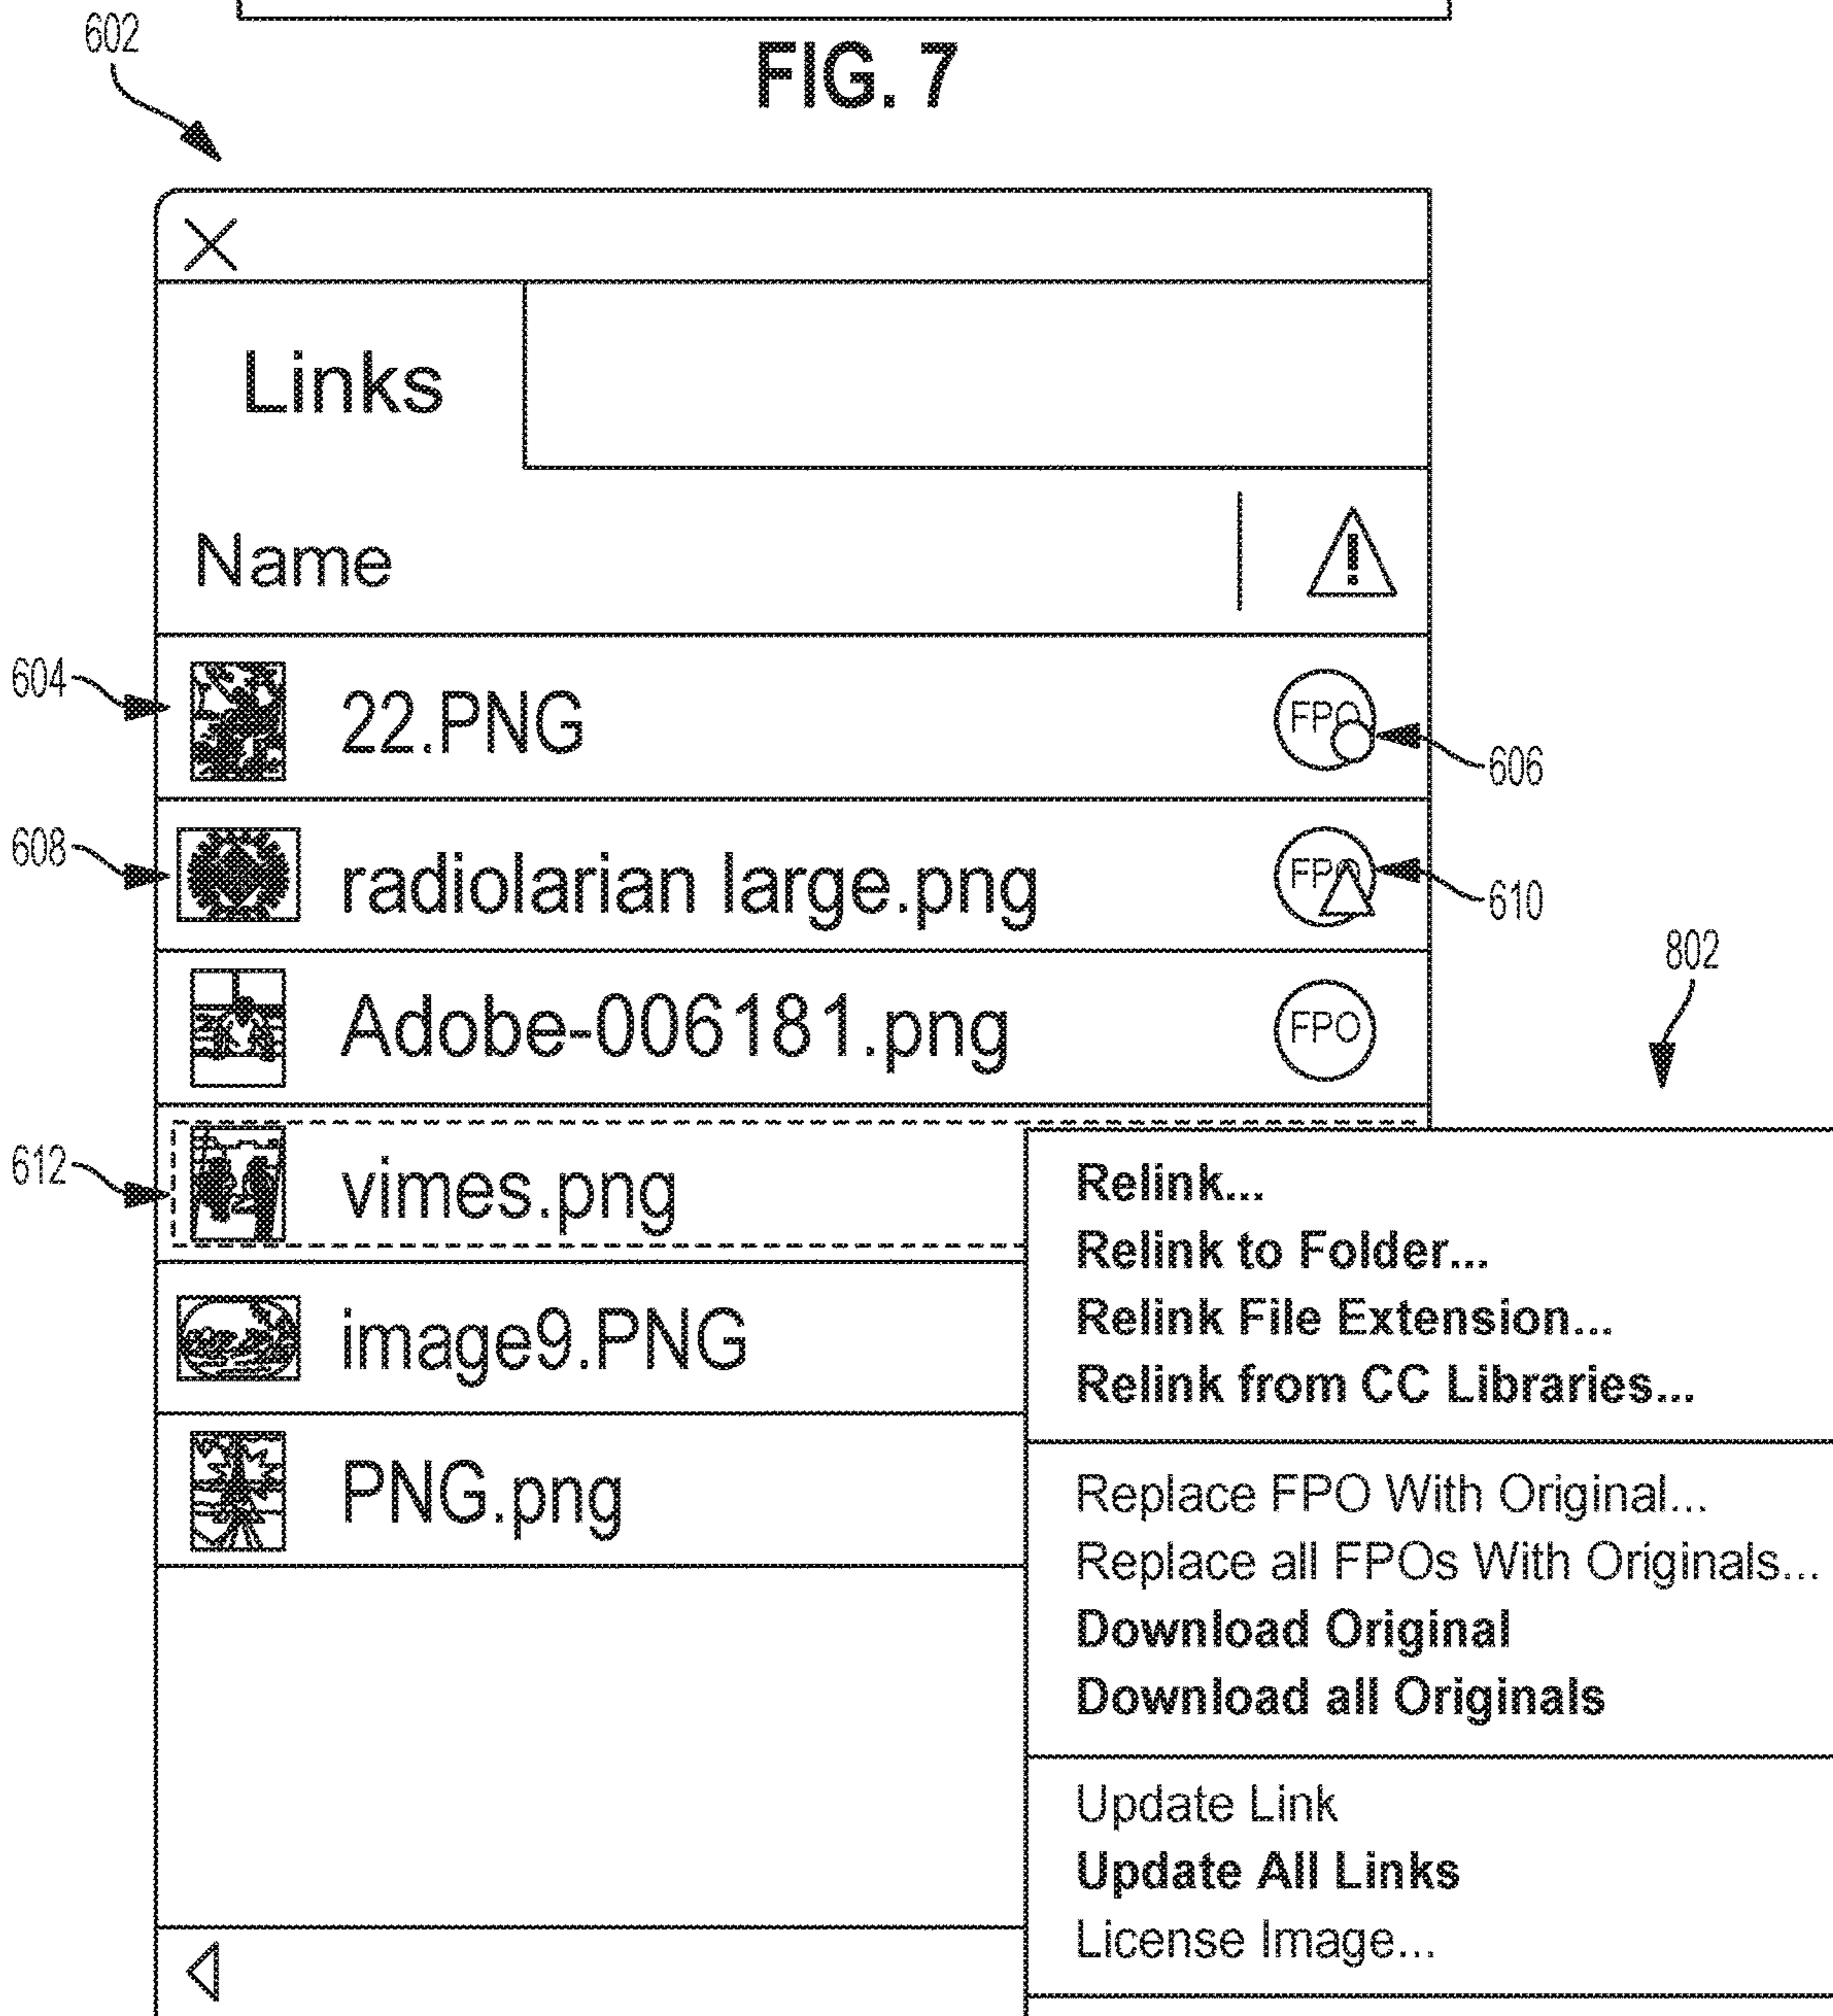 602
FIG. 7
Links
Name
604
22.PNG
FPO
606
608
radiolarian large.png
FPO
610
Adobe-006181.png
FPO
802
612
vimes.png
image9.PNG
PNG.png
Relink...
Relink to Folder...
Relink File Extension...
Relink from CC Libraries...
Replace FPO With Original...
Replace all FPOs With Originals...
Download Original
Download all Originals
Update Link
Update All Links
License Image...